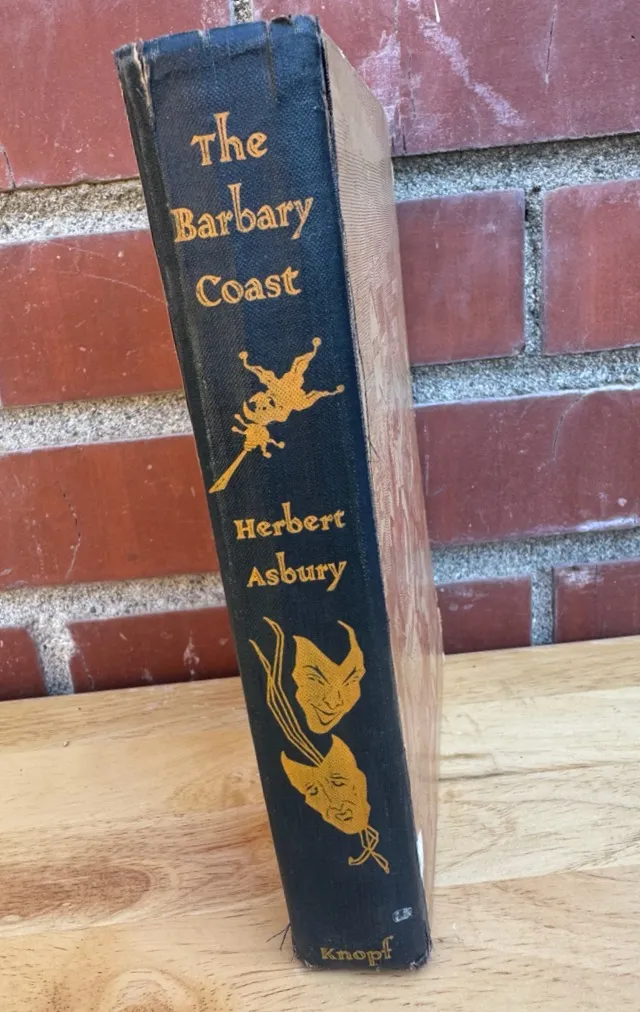 The
Barbary
Coast
Herbert
Asbury
Knopf